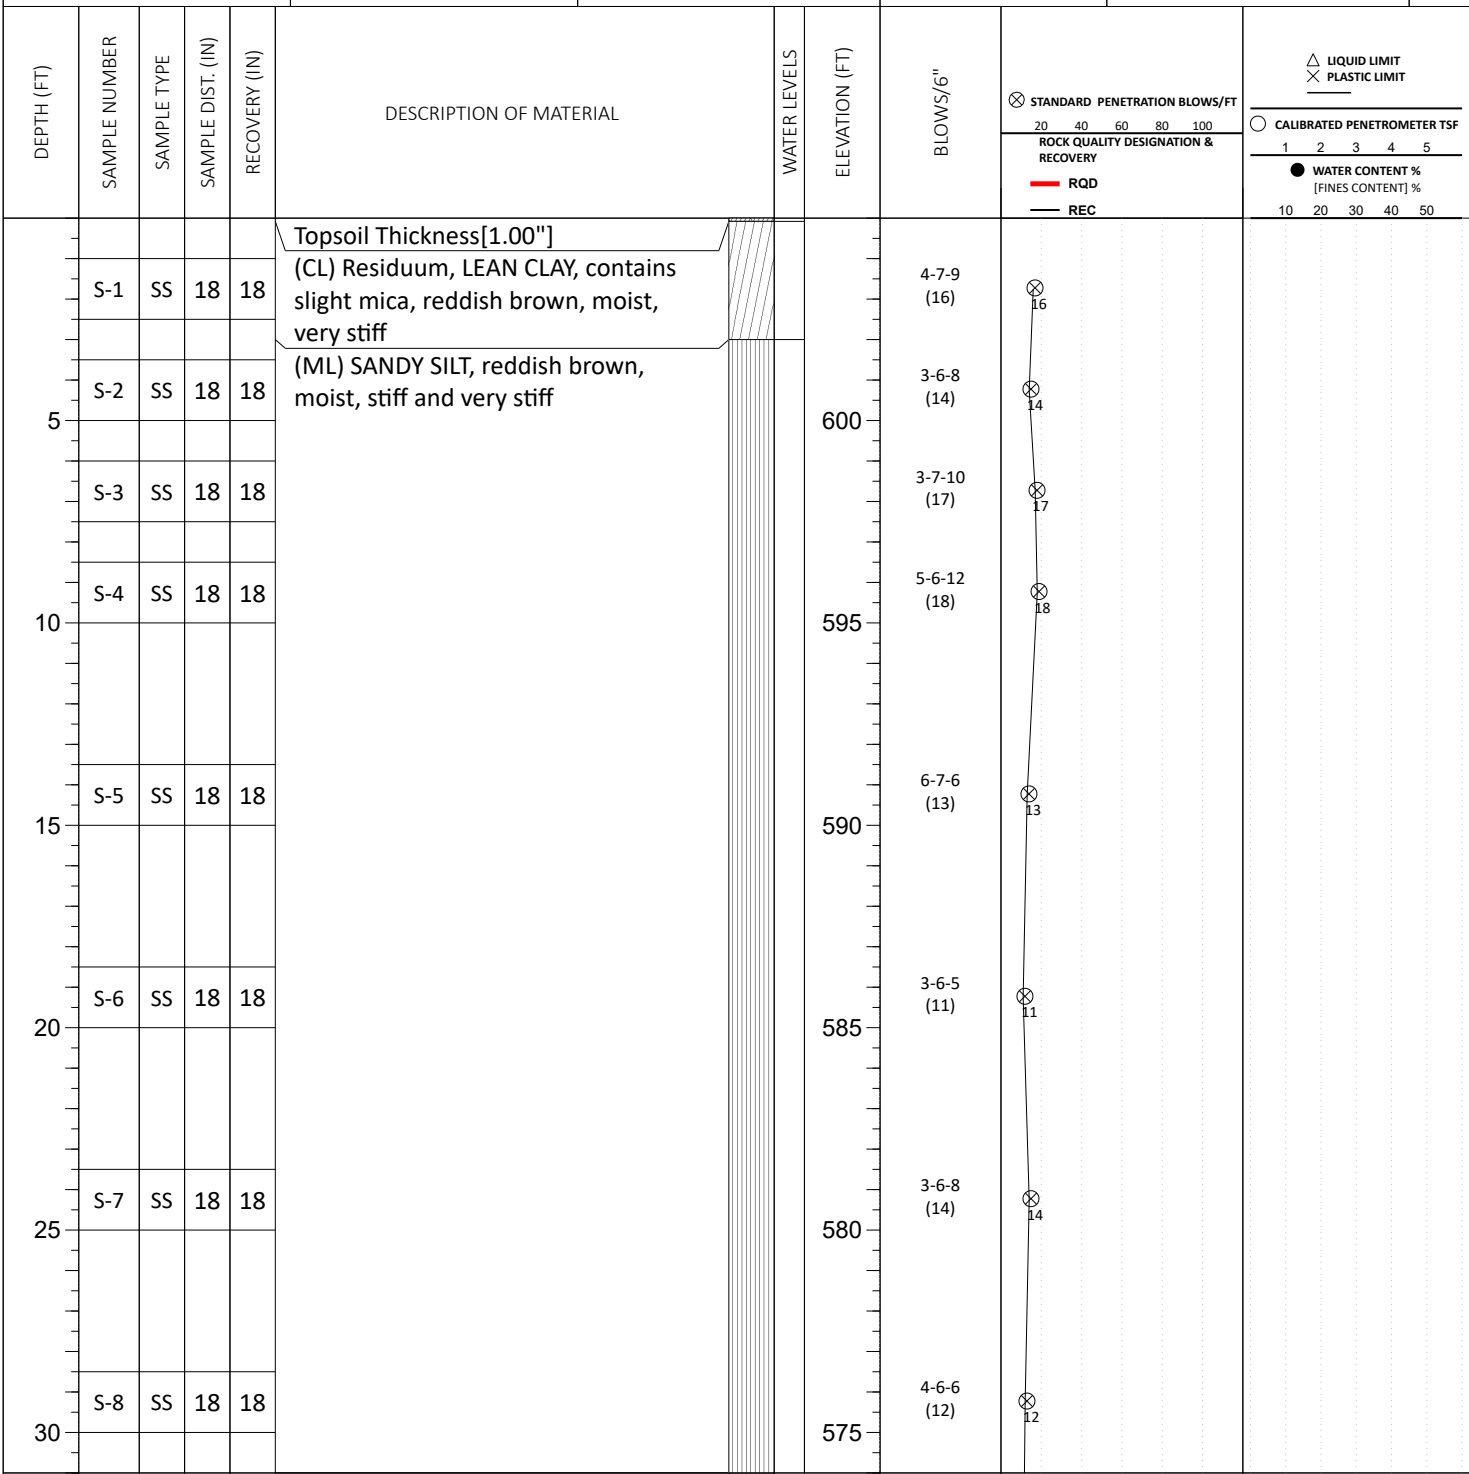 DEPTH (FT)
SAMPLE NUMBER
SAMPLE TYPE
SAMPLE DIST. (IN)
RECOVERY (IN)
DESCRIPTION OF MATERIAL
WATER LEVELS
ELEVATION (FT)
BLOWS/6"
STANDARD PENETRATION BLOWS/FT
20 40 60 80 100
ROCK QUALITY DESIGNATION &
RECOVERY
RQD
REC
LIQUID LIMIT
PLASTIC LIMIT
CALIBRATED PENETROMETER TSF
1 2 3 4 5
WATER CONTENT %
[FINES CONTENT] %
10 20 30 40 50
Topsoil Thickness[1.00"]
(CL) Residuum, LEAN CLAY, contains
slight mica, reddish brown, moist,
very stiff
S-1 SS 18 18
4-7-9
(16)
16
(ML) SANDY SILT, reddish brown,
moist, stiff and very stiff
S-2 SS 18 18
3-6-8
(14)
14
5 600
S-3 SS 18 18
3-7-10
(17)
17
S-4 SS 18 18
5-6-12
(18)
18
10 595
S-5 SS 18 18
6-7-6
(13)
13
15 590
S-6 SS 18 18
3-6-5
(11)
11
20 585
S-7 SS 18 18
3-6-8
(14)
14
25 580
S-8 SS 18 18
4-6-6
(12)
12
30 575